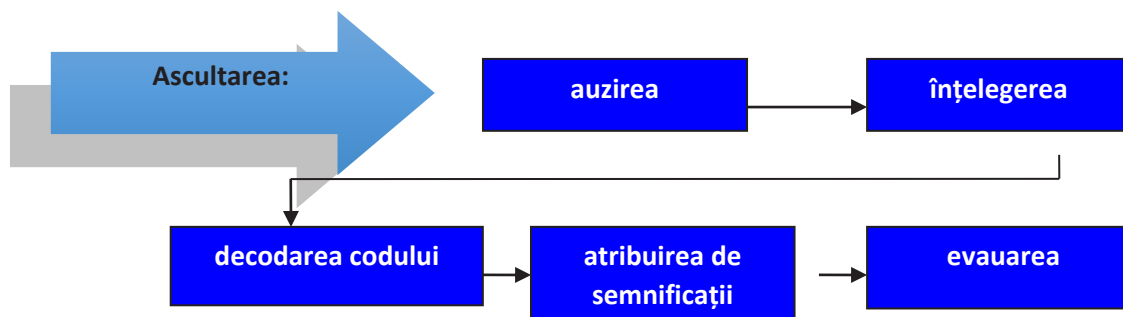 Ascultarea:
auzirea
înțelegerea
decodarea codului
atribuirea de
semnificații
evauarea